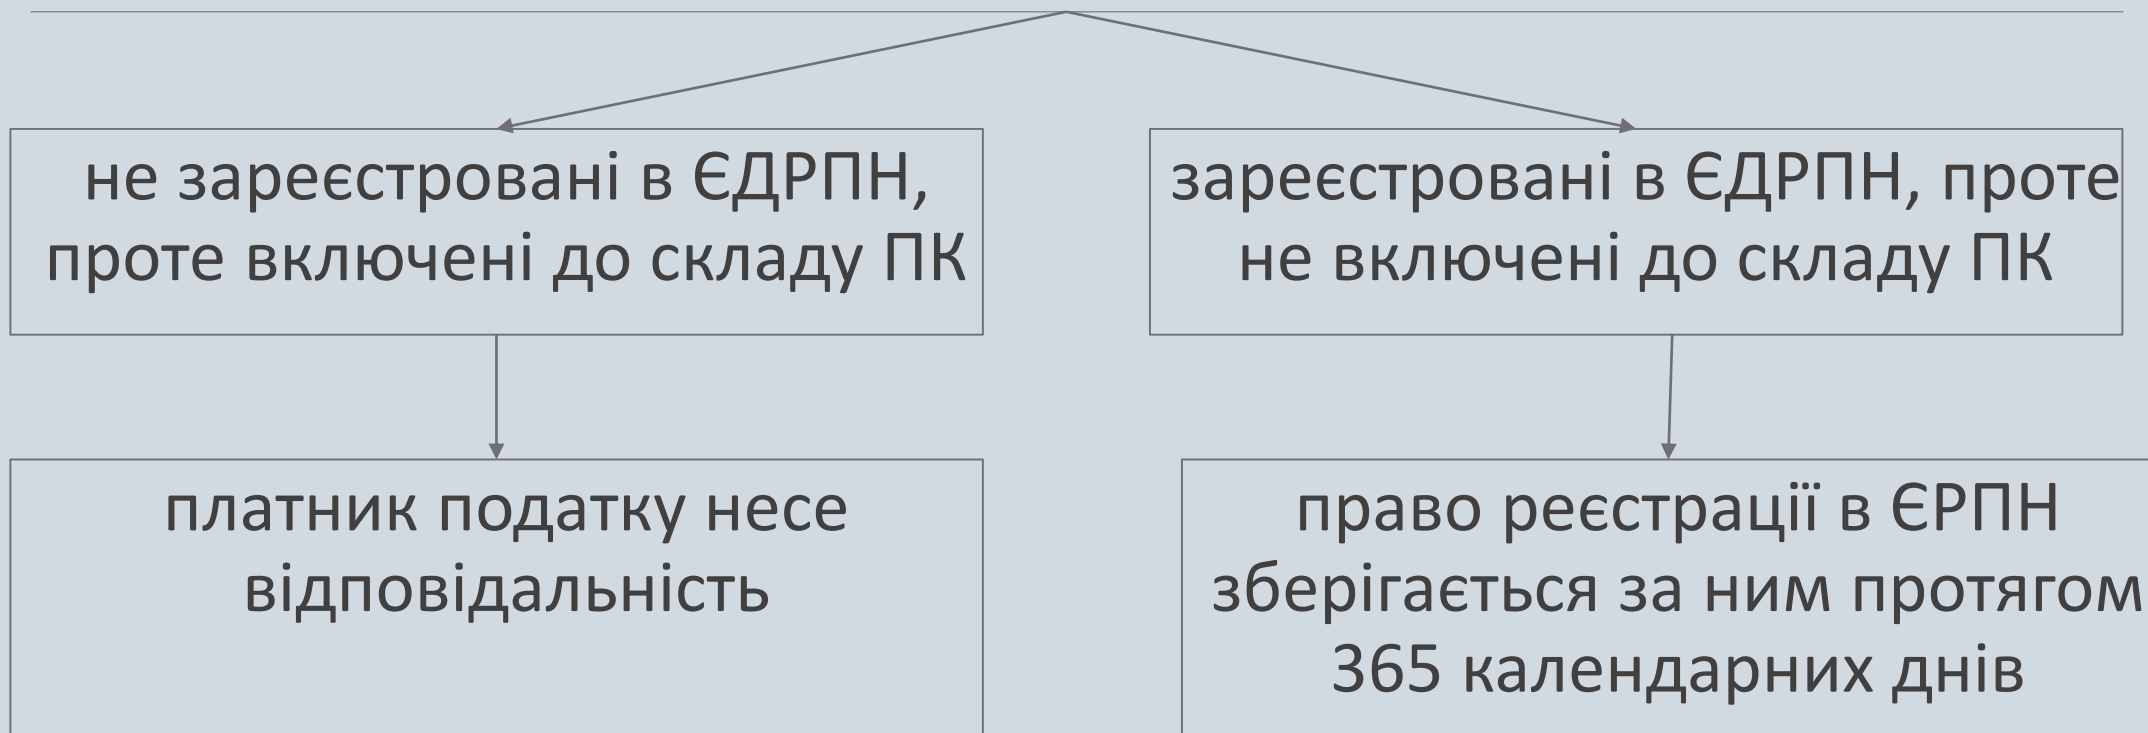 не зареєстровані в ЄДРПН,
проте включені до складу ПК
зареєстровані в ЄДРПН, проте
не включені до складу ПК
платник податку несе
відповідальність
право реєстрації в ЄРПН
зберігається за ним протягом
365 календарних днів